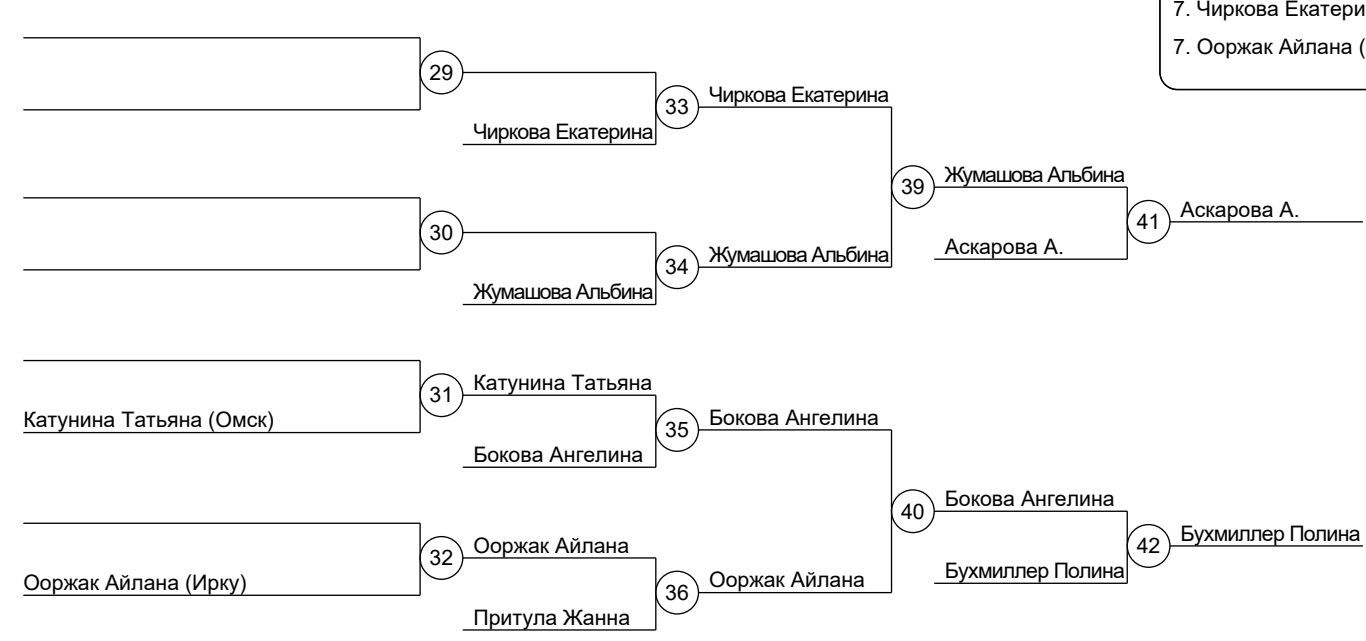 7. Чиркова Екатери
7. Ооржак Айлана (
29
Чиркова Екатерина
33
Чиркова Екатерина
39
Жумашова Альбина
30
34
Жумашова Альбина
Жумашова Альбина
Аскарова А.
41
Аскарова А.
Катунина Татьяна (Омск)
31
Катунина Татьяна
Бокова Ангелина
35
Бокова Ангелина
40
Бокова Ангелина
Ооржак Айлана (Ирку)
32
Ооржак Айлана
Притула Жанна
36
Ооржак Айлана
Бухмиллер Полина
42
Бухмиллер Полина